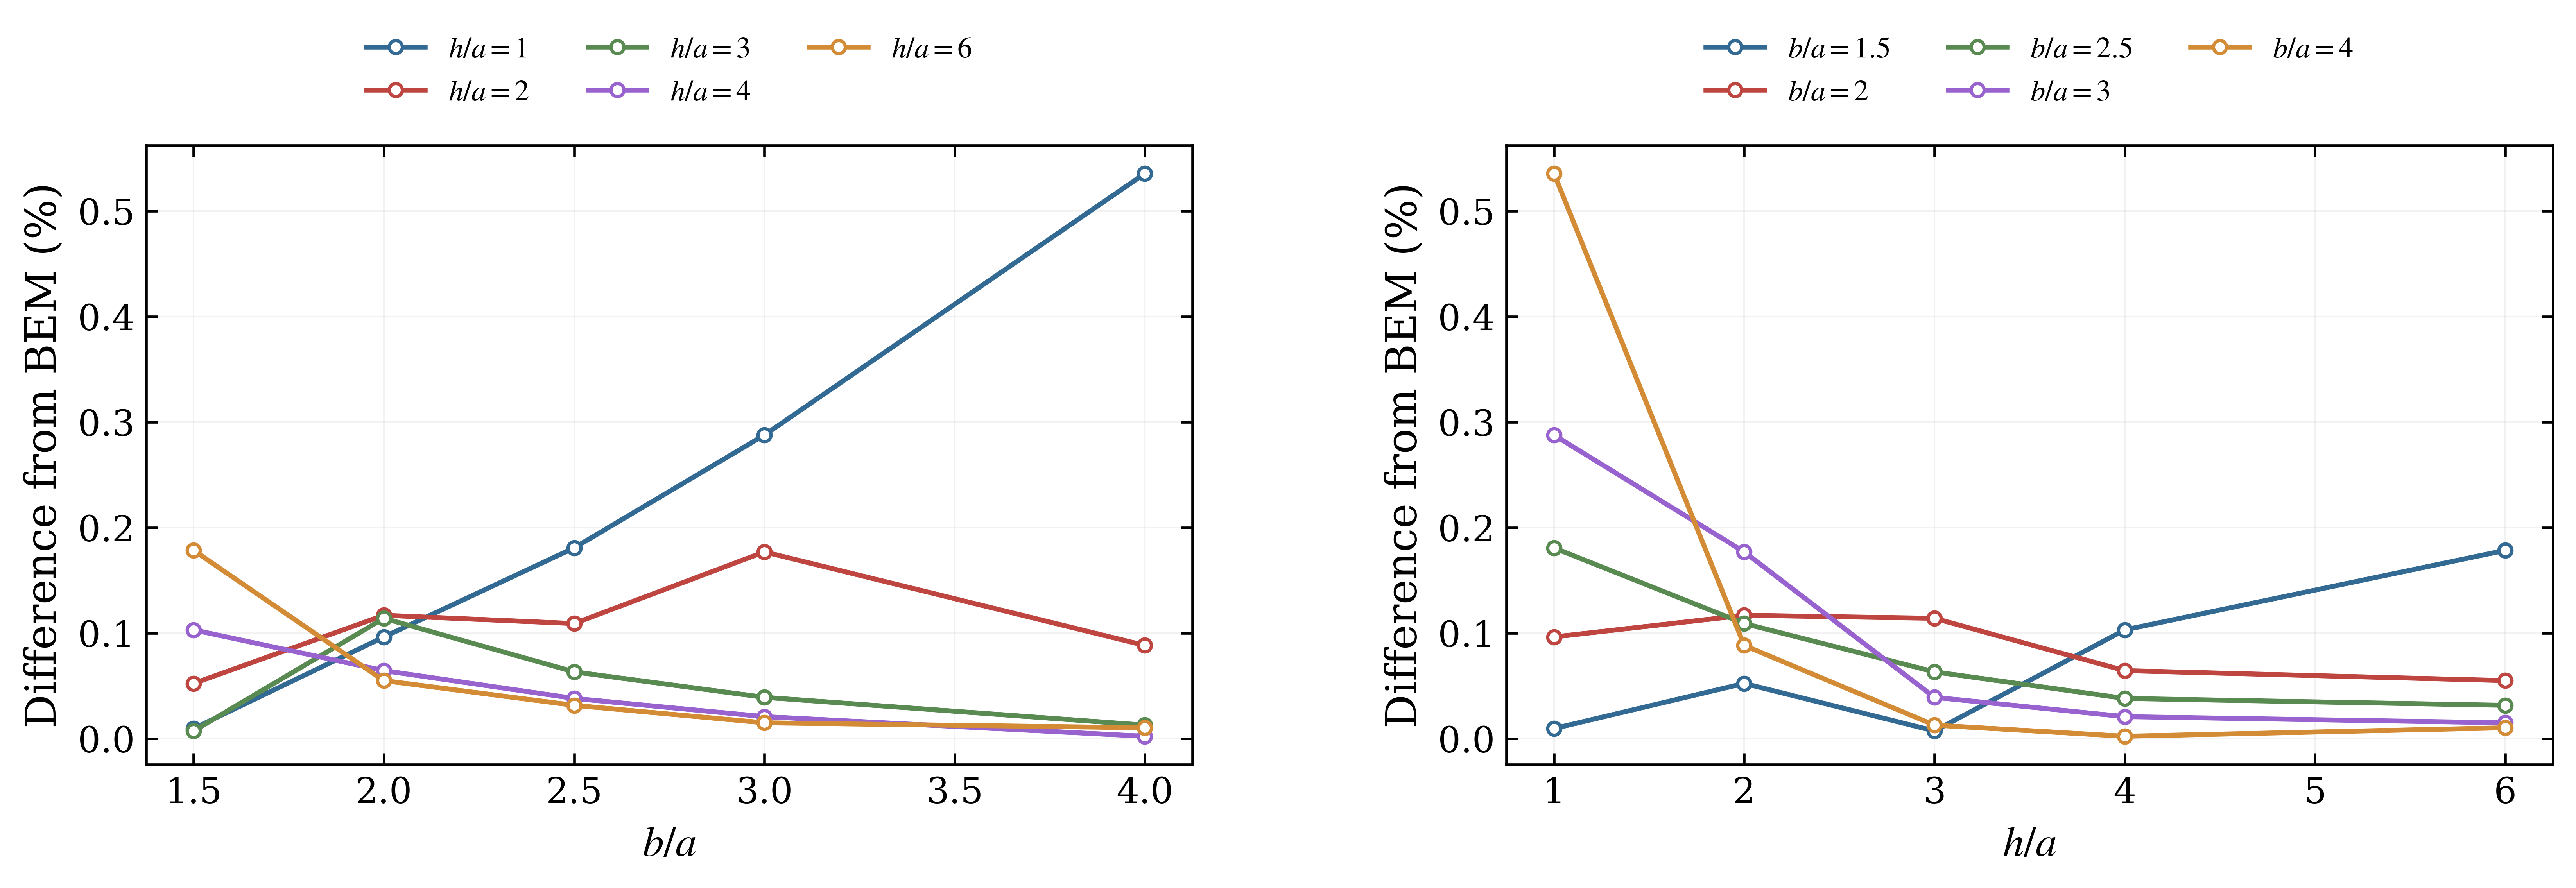 h/a = 1 h/a = 3 h/a = 6
h/a = 2 h/a = 4
Difference from BEM (%)
0.5
0.4
0.3
0.2
0.1
0.0
1.5 2.0 2.5 3.0 3.5 4.0
b/a
b/a = 1.5 b/a = 2.5 b/a = 4
b/a = 2 b/a = 3
Difference from BEM (%)
0.5
0.4
0.3
0.2
0.1
0.0
1 2 3 4 5 6
h/a